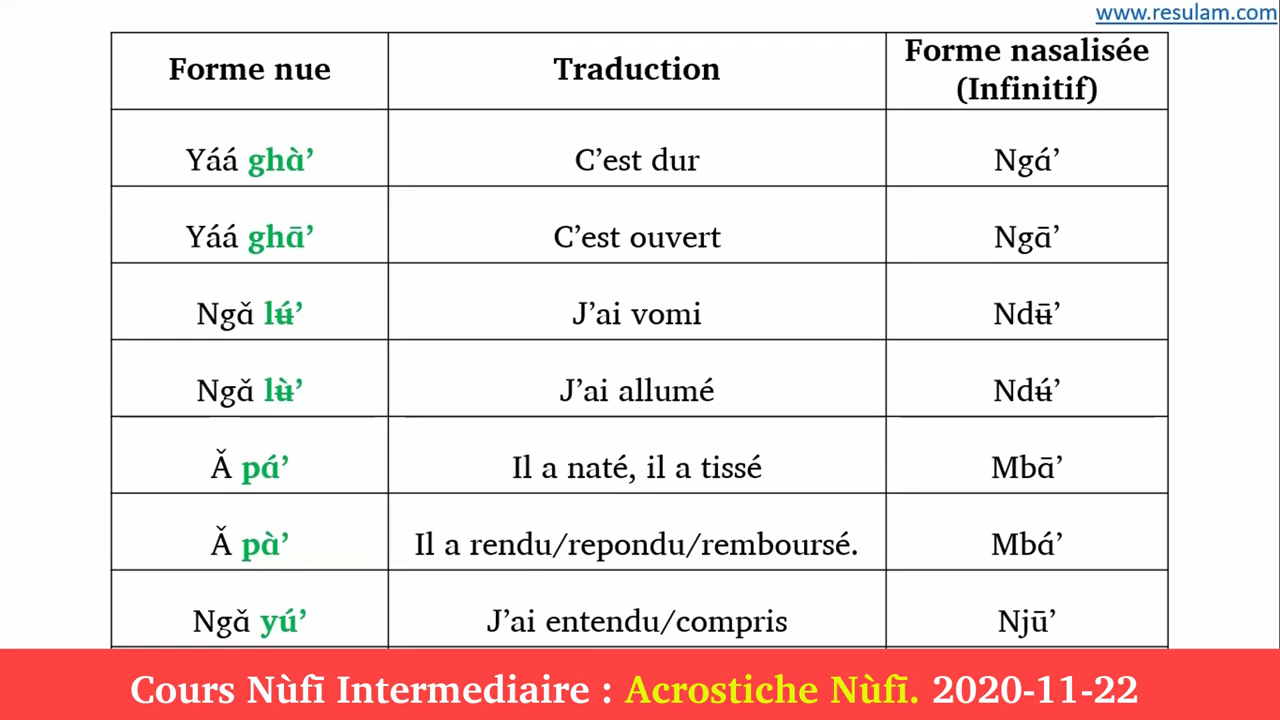 www.resulam.com
Forme nue Traduction Forme nasalisée
(Infinitif)
Yáá ghà’ C’est dur Ngá’
Yáá ghā’ C’est ouvert Ngā’
Ngǎ lʉ́’ J’ai vomi Ndʉ̄’
Ngǎ lʉ̀’ J’ai allumé Ndʉ́’
Ǎ pá’ Il a naté, il a tissé Mbā’
Ǎ pà’ Il a rendu/repondu/remboursé. Mbá’
Ngǎ yú’ J’ai entendu/compris Njū’
Cours Nùfī Intermediaire : Acrostiche Nùfī. 2020-11-22